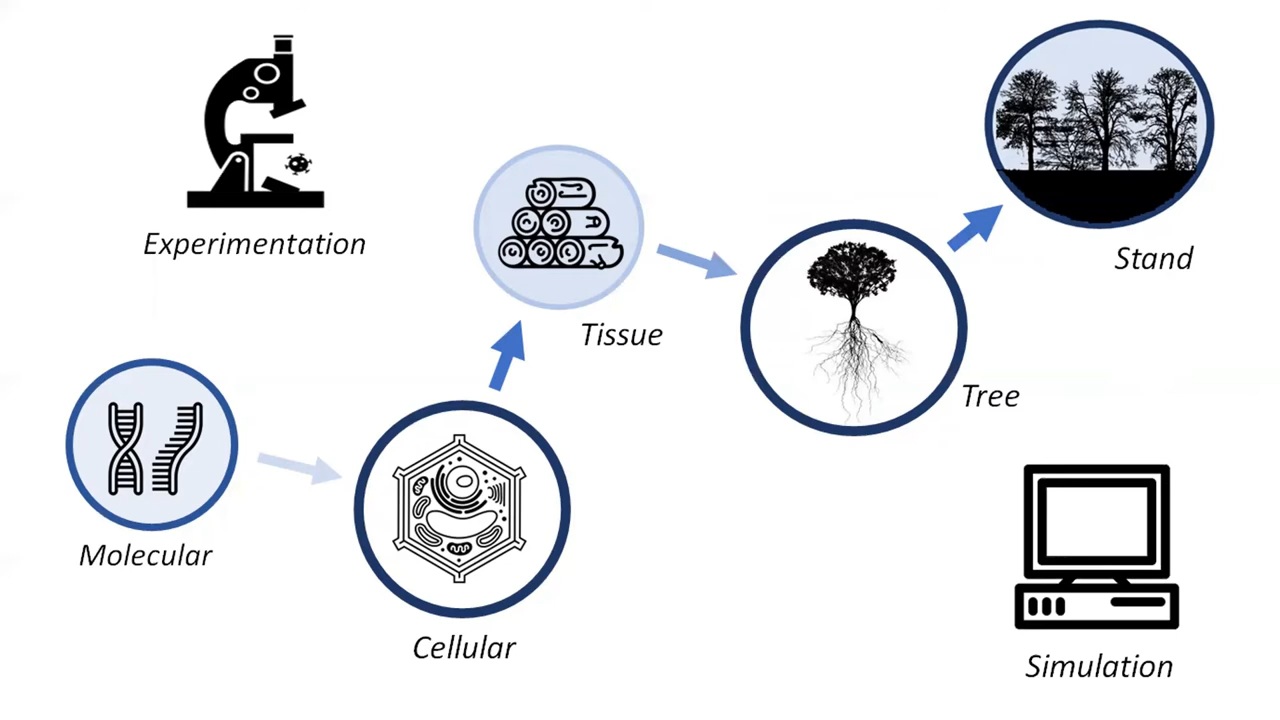 Experimentation
Stand
Tissue
Tree
Molecular
Cellular
Simulation